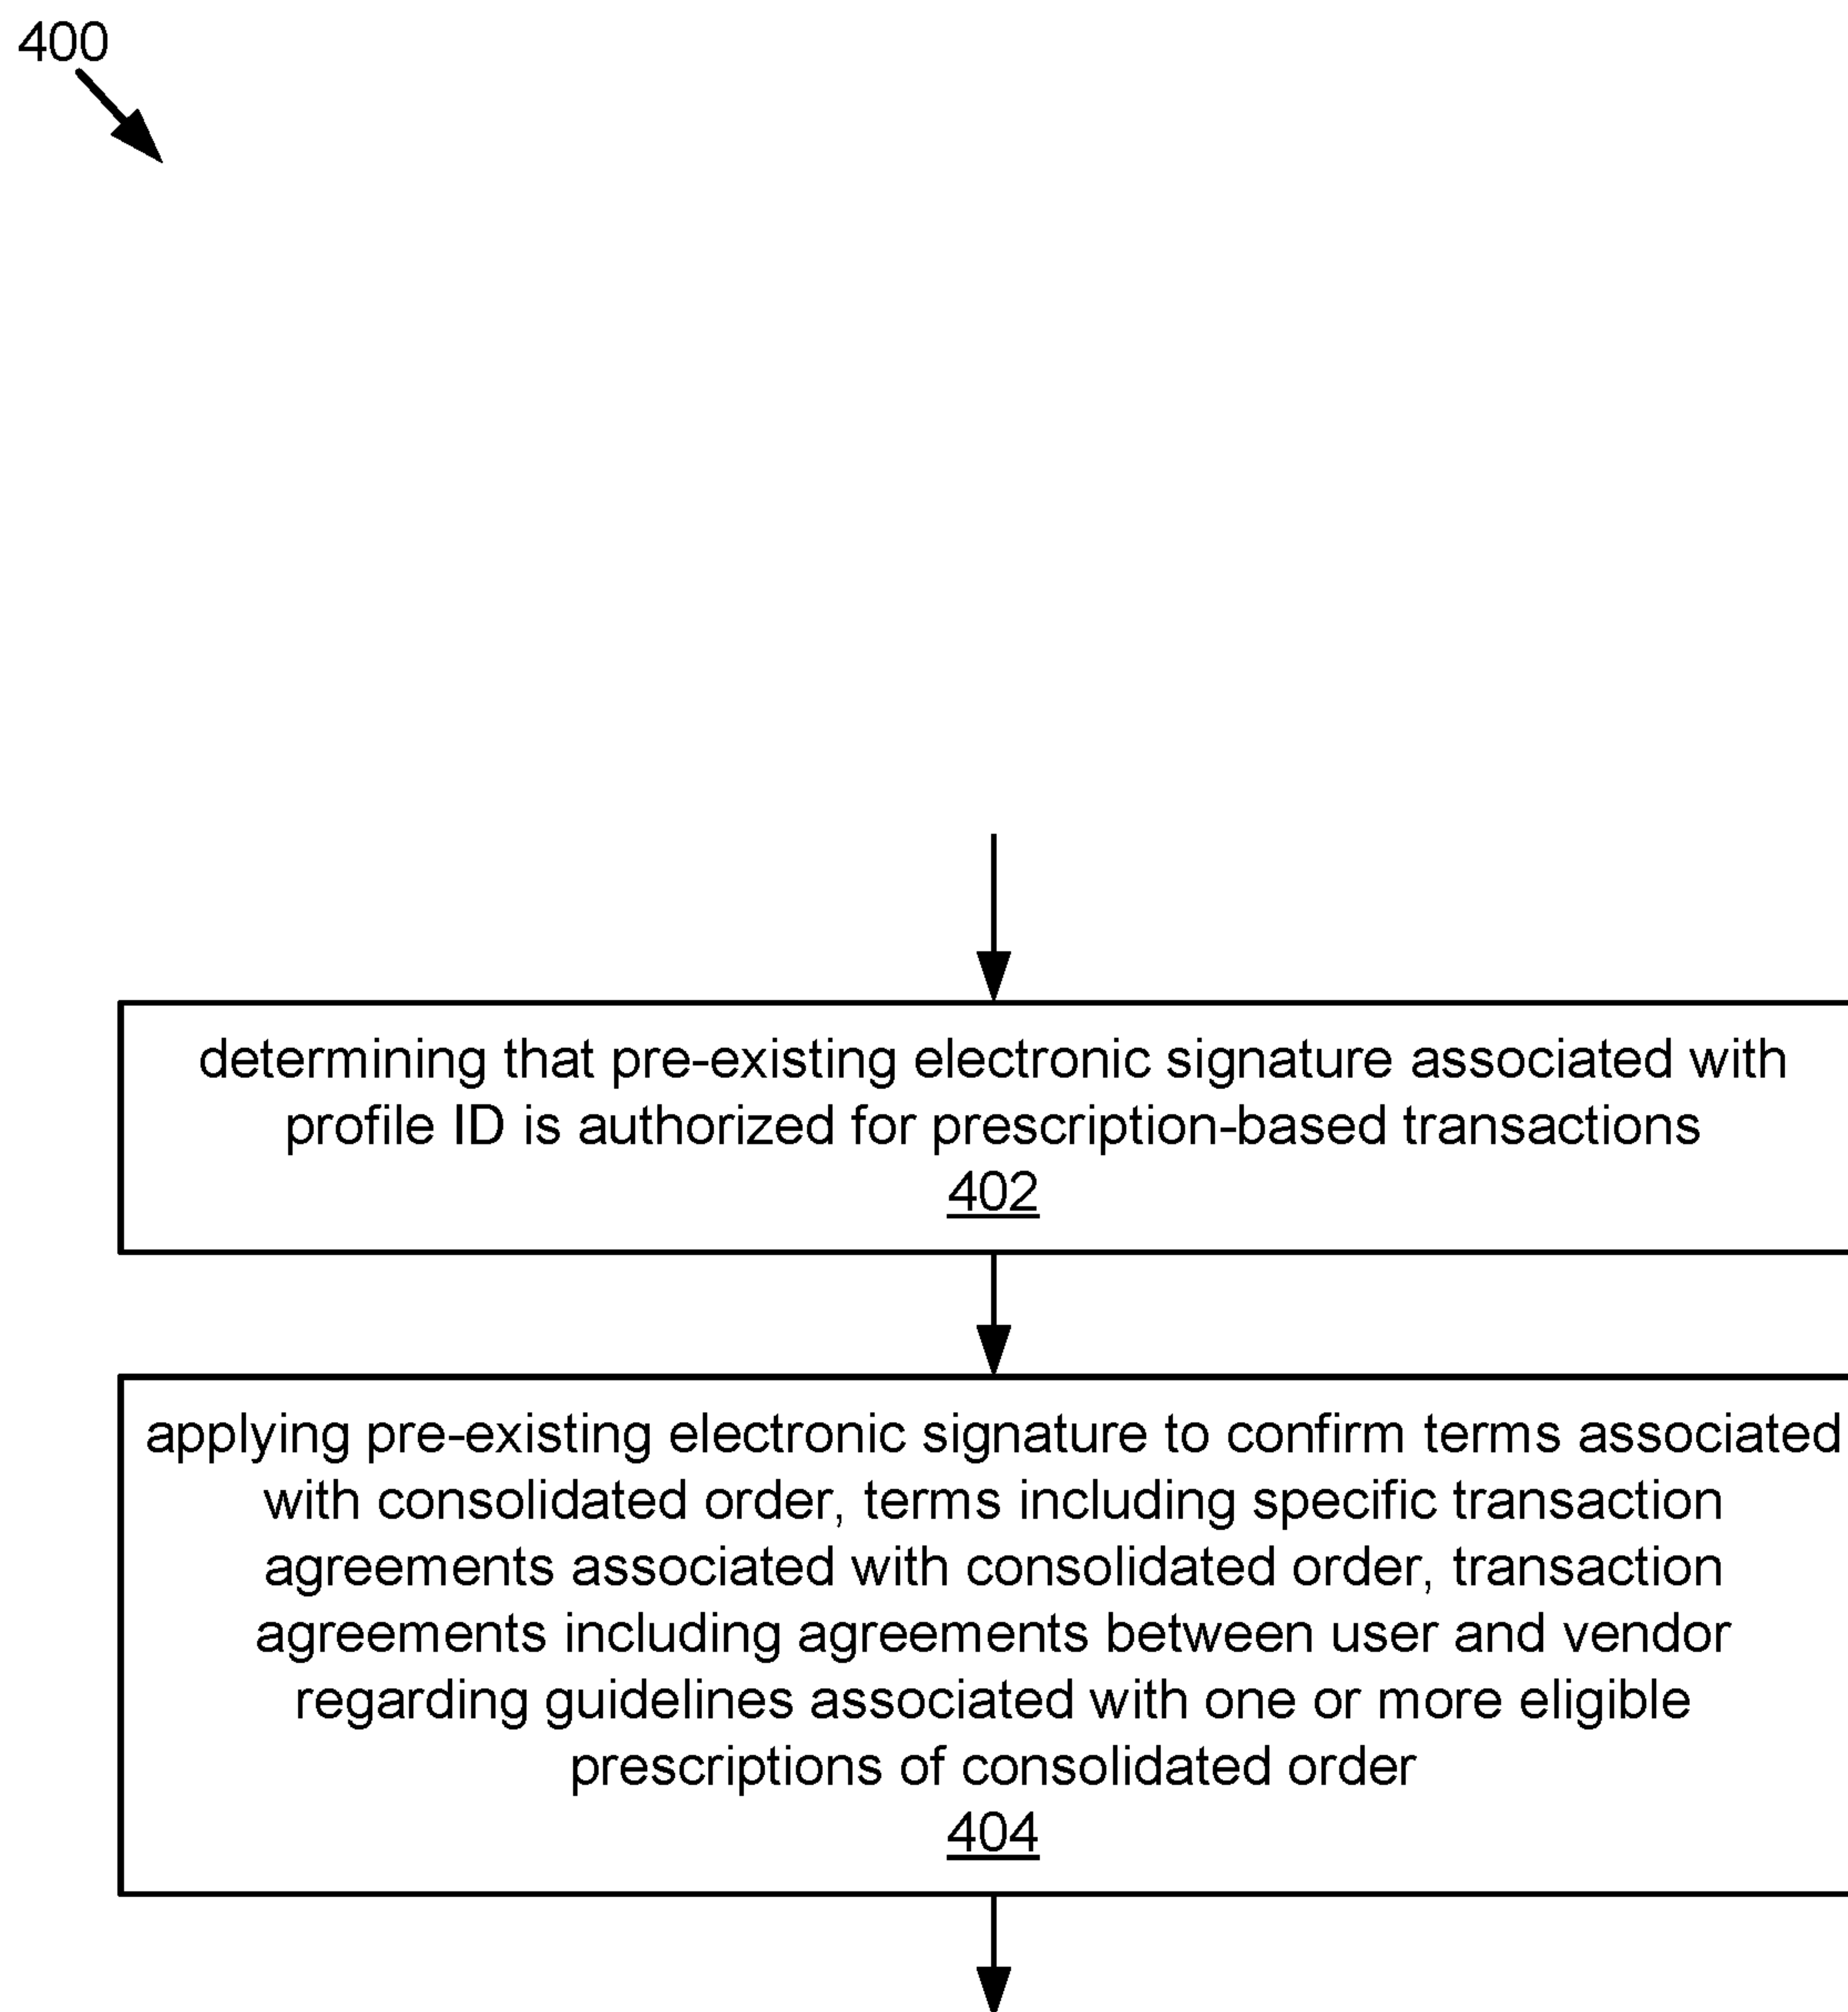 400
determining that pre-existing electronic signature associated with
profile ID is authorized for prescription-based transactions
402
applying pre-existing electronic signature to confirm terms associated
with consolidated order, terms including specific transaction
agreements associated with consolidated order, transaction
agreements including agreements between user and vendor
regarding guidelines associated with one or more eligible
prescriptions of consolidated order
404